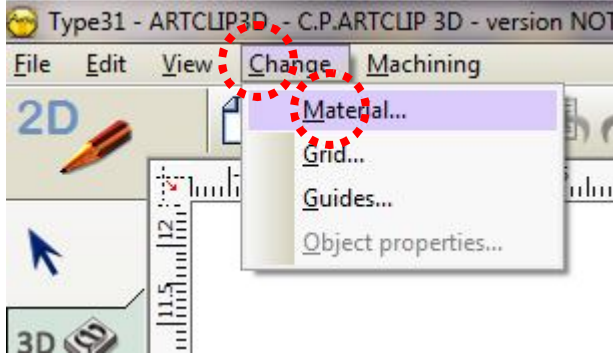 Type31 - ARTCLIP3D - C.P.ARTCLIP 3D - version NOT
File Edit View Change Machining
2D
Material...
Grid...
Guides...
Object properties...
12
11.5
3D